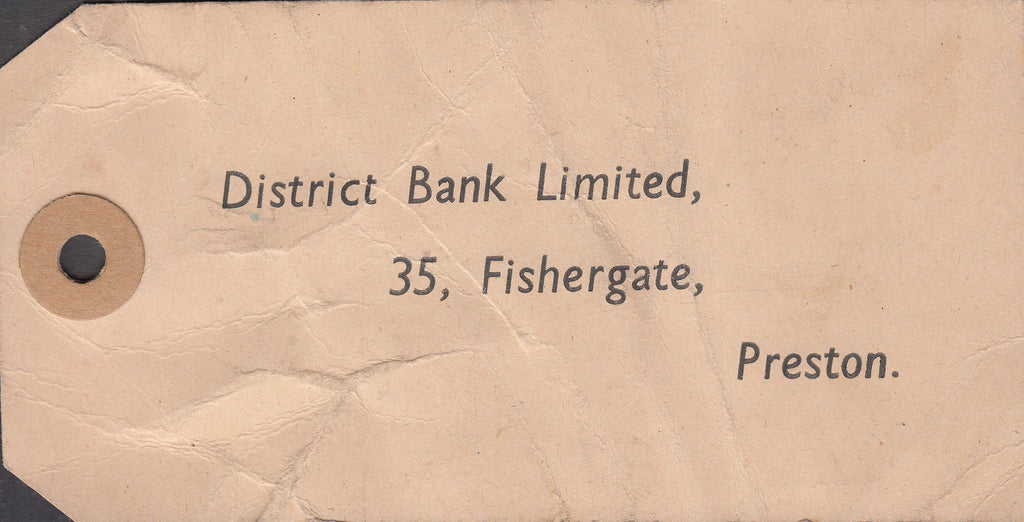 District Bank Limited,
35, Fishergate,
Preston.